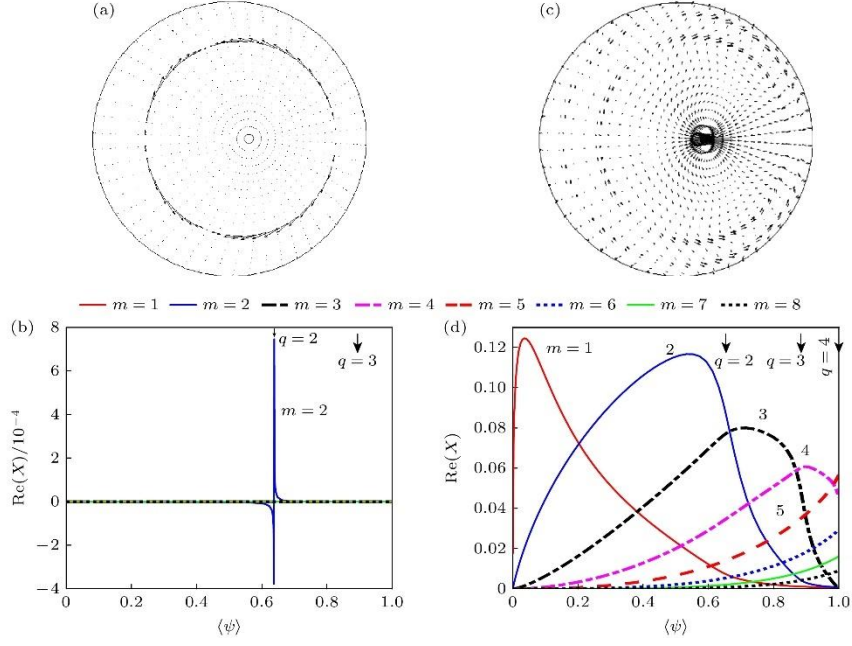 (a)
(c)
m = 1 m = 2 m = 3 m = 4 m = 5 m = 6 m = 7 m = 8
(b)
8
6
4
2
0
−2
−4
Re(X)/10⁻⁴
q = 2
q = 3
m = 2
0 0.2 0.4 0.6 0.8 1.0
⟨ψ⟩
(d)
0.12
0.10
0.08
0.06
0.04
0.02
0
Re(X)
m = 1
2
3
4
5
q = 2
q = 3
q = 4
0 0.2 0.4 0.6 0.8 1.0
⟨ψ⟩